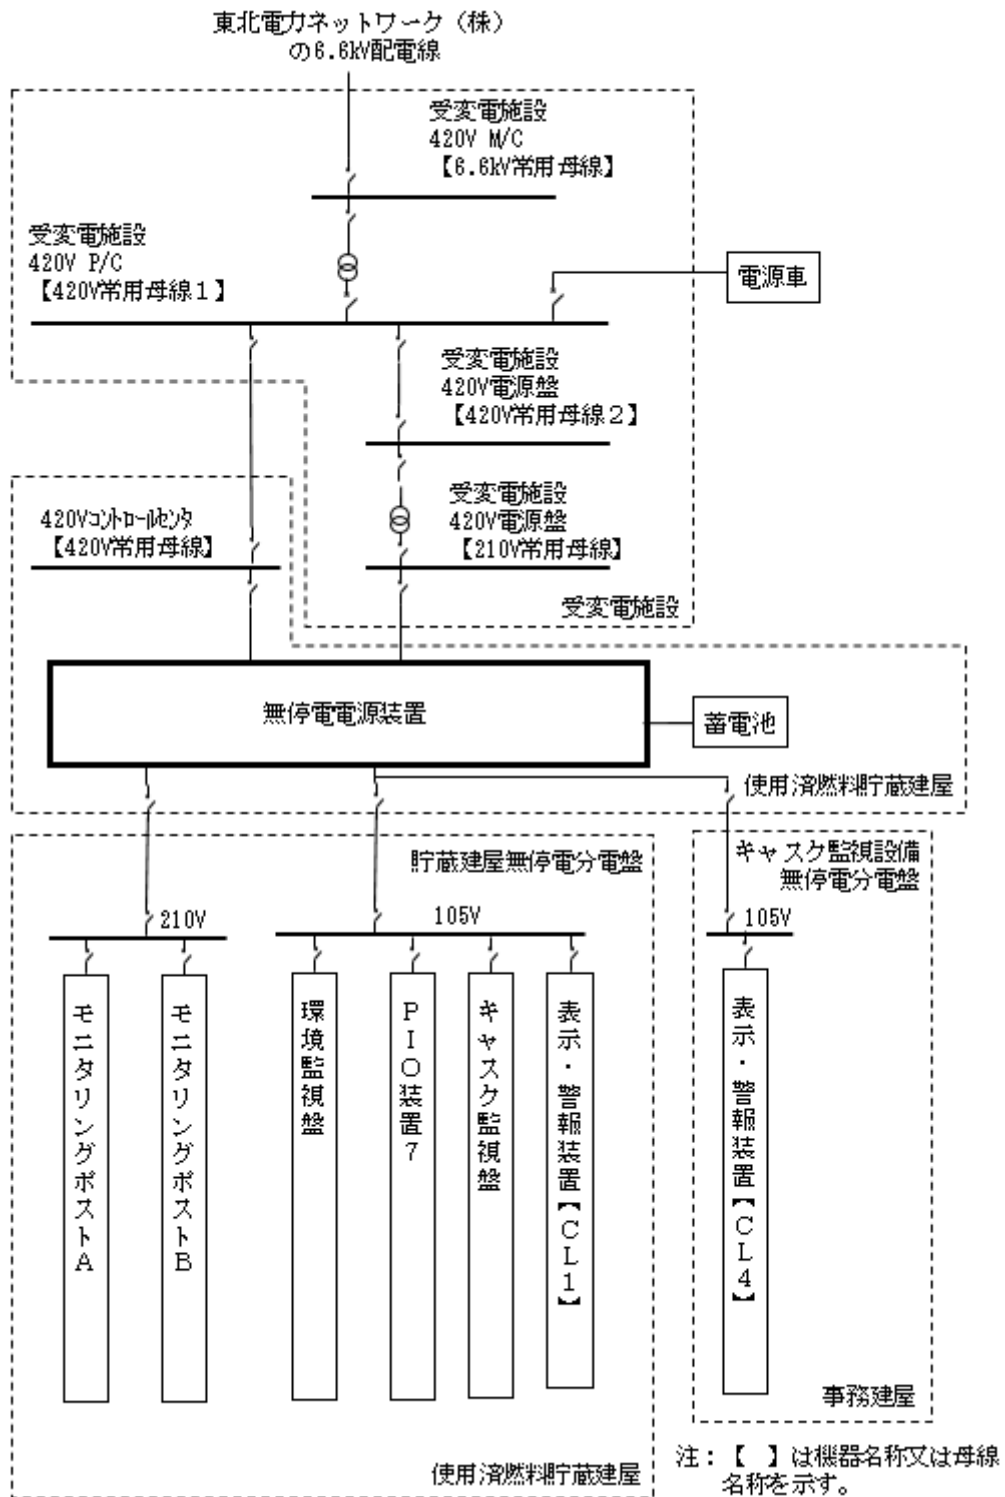 東北電力ネットワーク（株）
の6.6kV配電線
受変電施設
420V M/C
【6.6kV常用母線】
受変電施設
420V P/C
【420V常用母線１】
電源車
受変電施設
420V電源盤
【420V常用母線２】
420Vｺﾝﾄﾛｰﾙｾﾝﾀ
【420V常用母線】
受変電施設
420V電源盤
【210V常用母線】
受変電施設
無停電電源装置
蓄電池
使用済燃料貯蔵建屋
貯蔵建屋無停電分電盤
キャスク監視設備
無停電分電盤
210V
105V
105V
モニタリングポストＡ
モニタリングポストＢ
環境監視盤
ＰＩＯ装置７
キャスク監視盤
表示・警報装置【ＣＬ１】
表示・警報装置【ＣＬ４】
事務建屋
使用済燃料貯蔵建屋
注：【　】は機器名称又は母線
名称を示す。